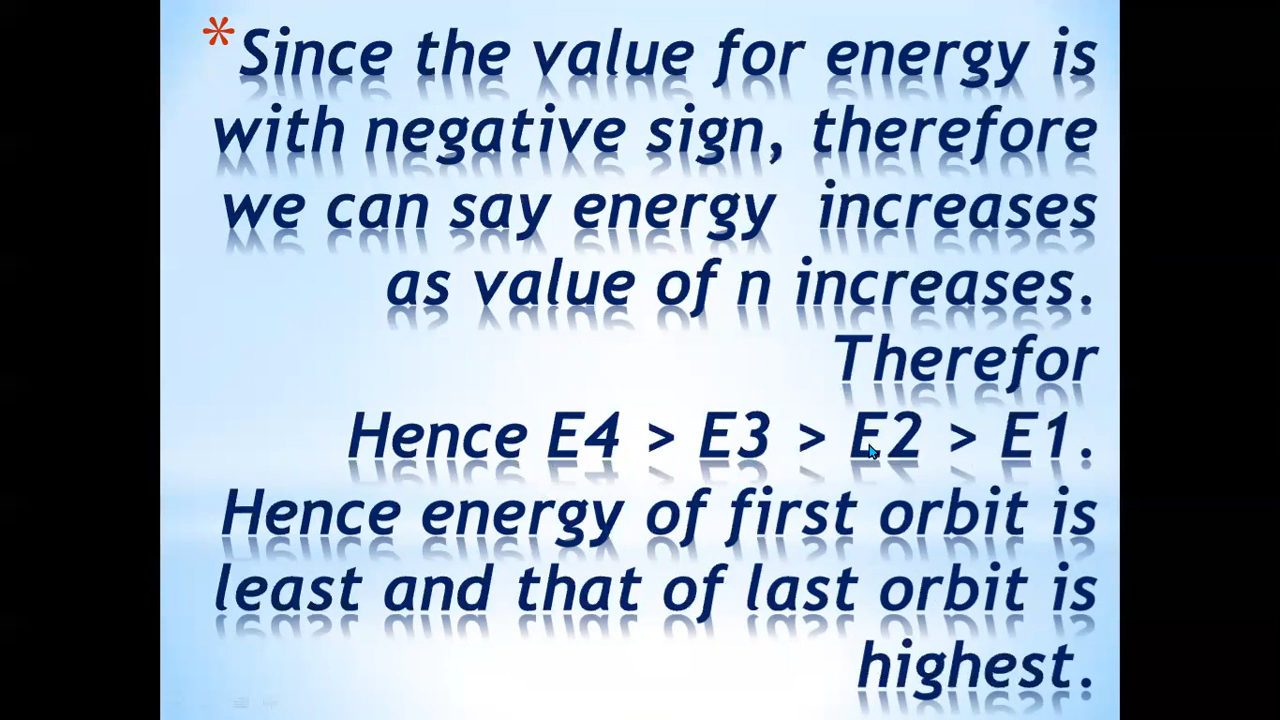 *Since the value for energy is
with negative sign, therefore
we can say energy increases
as value of n increases.
Therefor
Hence E4 > E3 > E2 > E1.
Hence energy of first orbit is
least and that of last orbit is
highest.